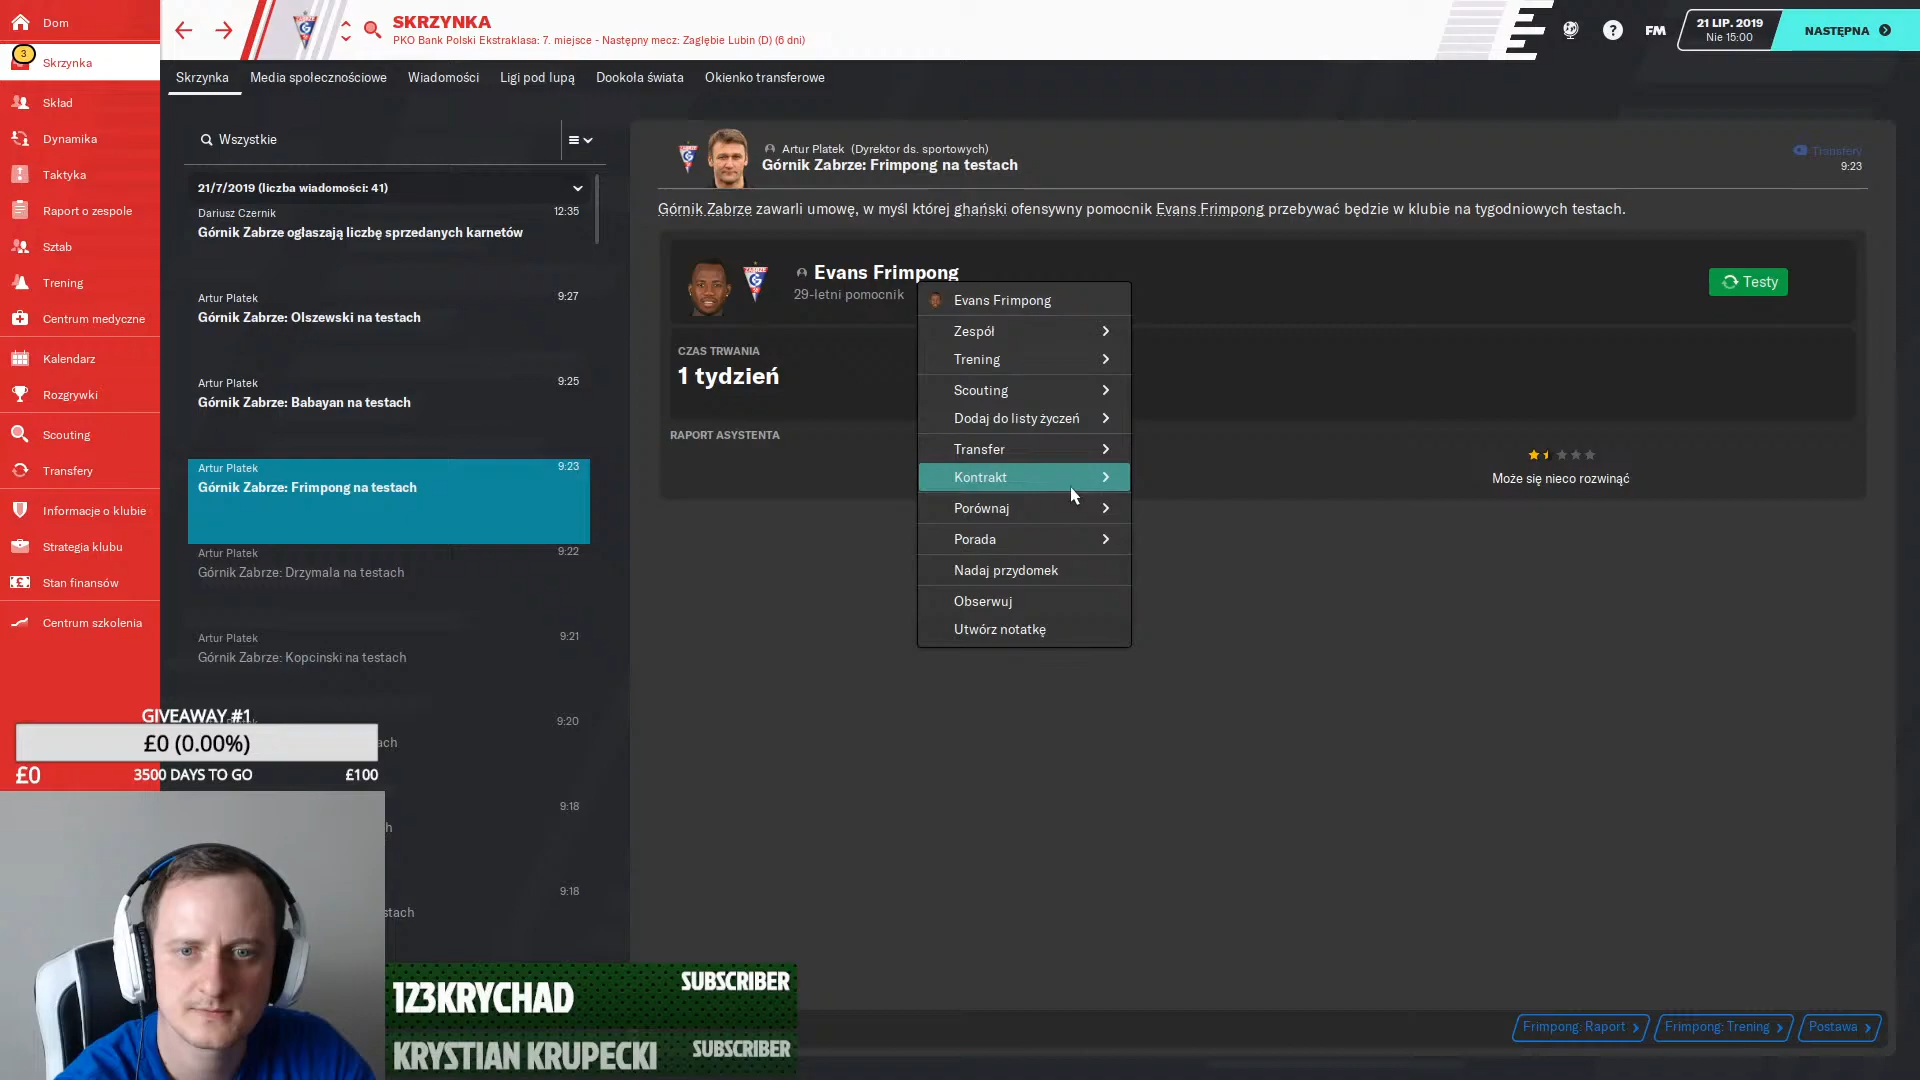 Dom
3
Skrzynka
Skład
Dynamika
Taktyka
Raport o zespole
Sztab
Trening
Centrum medyczne
Kalendarz
Rozgrywki
Scouting
Transfery
Informacje o klubie
Strategia klubu
Stan finansów
Centrum szkolenia
SKRZYNKA
PKO Bank Polski Ekstraklasa: 7. miejsce - Następny mecz: Zagłębie Lubin (D) (6 dni)
?
FM
21 LIP. 2019
Nie 15:00
NASTĘPNA
Skrzynka
Media społecznościowe
Wiadomości
Ligi pod lupą
Dookoła świata
Okienko transferowe
Wszystkie
21/7/2019 (liczba wiadomości: 41)
Dariusz Czernik
12:35
Górnik Zabrze ogłaszają liczbę sprzedanych karnetów
Artur Platek
9:27
Górnik Zabrze: Olszewski na testach
Artur Platek
9:25
Górnik Zabrze: Babayan na testach
Artur Platek
9:23
Górnik Zabrze: Frimpong na testach
Artur Platek
9:22
Górnik Zabrze: Drzymala na testach
Artur Platek
9:21
Górnik Zabrze: Kopcinski na testach
9:20
ach
9:18
h
9:18
stach
Artur Platek (Dyrektor ds. sportowych)
Górnik Zabrze: Frimpong na testach
Transfery
9:23
Górnik Zabrze zawarli umowę, w myśl której ghański ofensywny pomocnik Evans Frimpong przebywać będzie w klubie na tygodniowych testach.
Evans Frimpong
29-letni pomocnik
Testy
CZAS TRWANIA
1 tydzień
RAPORT ASYSTENTA
Może się nieco rozwinąć
Evans Frimpong
Zespół
Trening
Scouting
Dodaj do listy życzeń
Transfer
Kontrakt
Porównaj
Porada
Nadaj przydomek
Obserwuj
Utwórz notatkę
Frimpong: Raport
Frimpong: Trening
Postawa
GIVEAWAY #1
£0 (0.00%)
£0
3500 DAYS TO GO
£100
123KRYCHAD
SUBSCRIBER
KRYSTIAN KRUPECKI
SUBSCRIBER